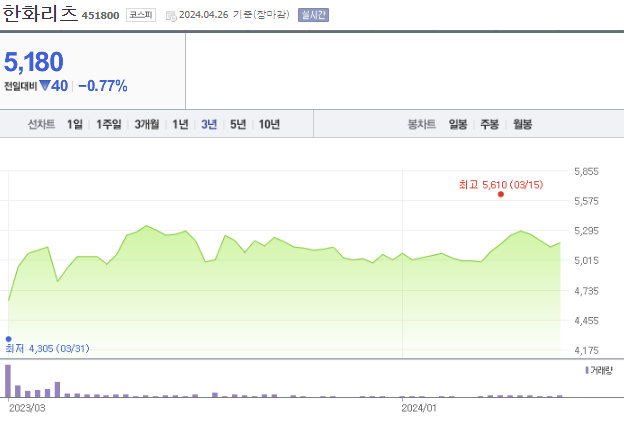 한화리츠 451800 코스피 2024.04.26 기준(장마감) 실시간
5,180
전일대비 ▼40 -0.77%
선차트 1일 1주일 3개월 1년 3년 5년 10년 봉차트 일봉 주봉 월봉
5,855
최고 5,610 (03/15)
5,575
5,295
5,015
4,735
4,455
최저 4,305 (03/31)
4,175
거래량
2023/03 2024/01